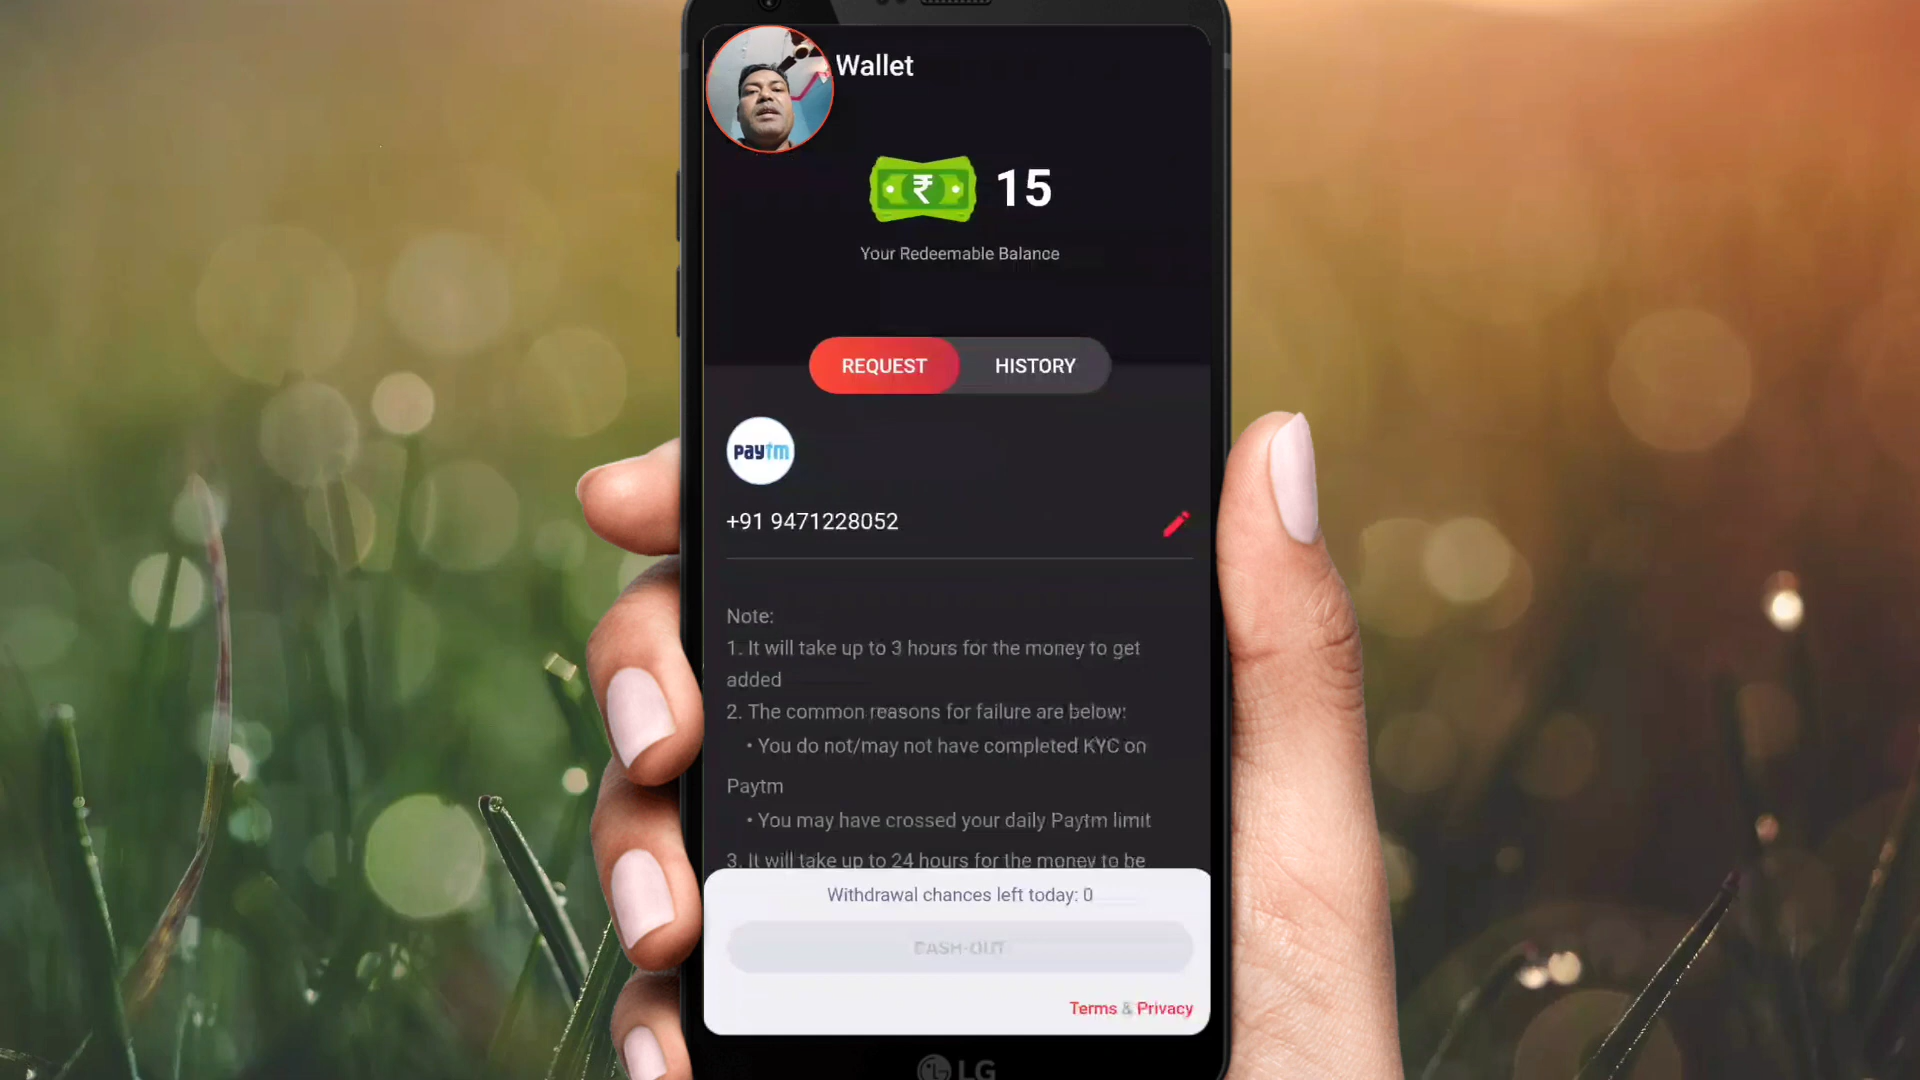 Wallet
₹ 15
Your Redeemable Balance
REQUEST HISTORY
paytm
+91 9471228052
Note:
1. It will take up to 3 hours for the money to get
added
2. The common reasons for failure are below:
• You do not/may not have completed KYC on
Paytm
• You may have crossed your daily Paytm limit
3. It will take up to 24 hours for the money to be
Withdrawal chances left today: 0
CASH-OUT
Terms & Privacy
LG